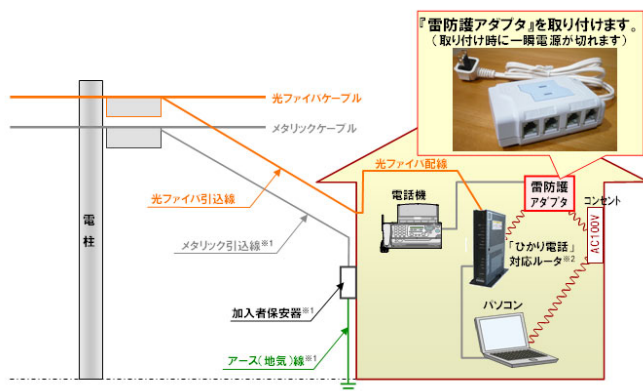 『雷防護アダプタ』を取り付けます。
（取り付け時に一瞬電源が切れます）
光ファイバケーブル
メタリックケーブル
光ファイバ配線
光ファイバ引込線
電柱
メタリック引込線※1
電話機
雷防護
アダプタ
コンセント
AC100V
「ひかり電話」
対応ルータ※2
加入者保安器※1
パソコン
アース（地気）線※1